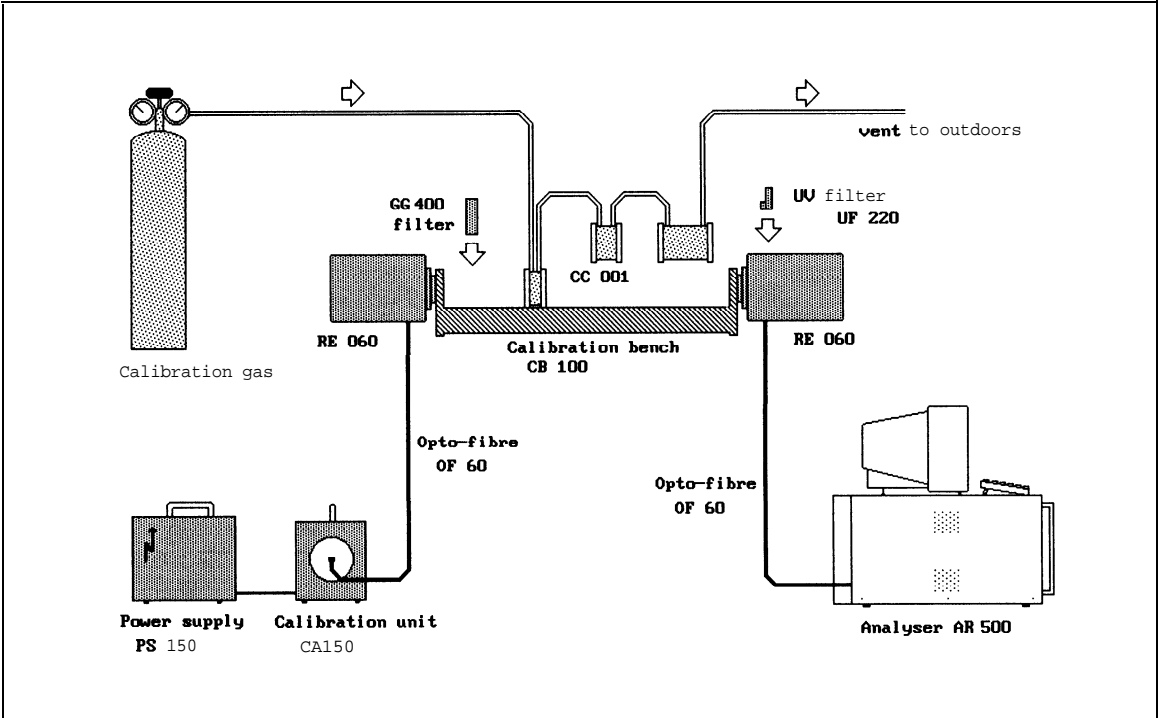 vent to outdoors
GG 400
filter
UV filter
UF 220
CC 001
RE 060
RE 060
Calibration bench
CB 100
Calibration gas
Opto-fibre
OF 60
Opto-fibre
OF 60
Power supply
PS 150
Calibration unit
CA150
Analyser AR 500